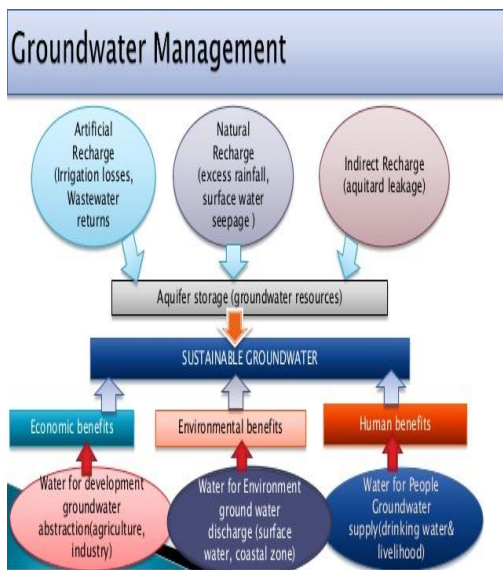 Groundwater Management
Artificial
Recharge
(Irrigation losses,
Wastewater
returns
Natural
Recharge
(excess rainfall,
surface water
seepage )
Indirect Recharge
(aquitard leakage)
Aquifer storage (groundwater resources)
SUSTAINABLE GROUNDWATER
Economic benefits
Environmental benefits
Human benefits
Water for development
groundwater
abstraction(agriculture,
industry)
Water for Environment
ground water
discharge (surface
water, coastal zone)
Water for People
Groundwater
supply(drinking water&
livelihood)